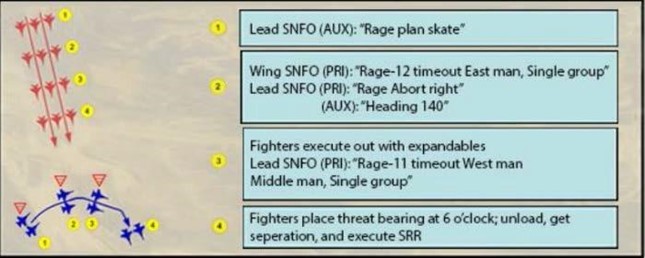 1
2
3
4
1
2
3
4
1
Lead SNFO (AUX): "Rage plan skate"
2
Wing SNFO (PRI): "Rage-12 timeout East man, Single group"
Lead SNFO (PRI): "Rage Abort right"
(AUX): "Heading 140"
3
Fighters execute out with expandables
Lead SNFO (PRI): "Rage-11 timeout West man
Middle man, Single group"
4
Fighters place threat bearing at 6 o'clock; unload, get
seperation, and execute SRR